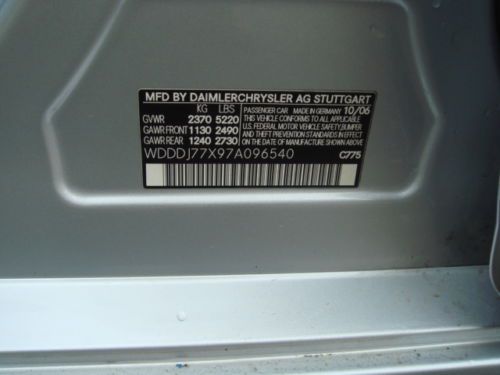 MFD BY DAIMLERCHRYSLER AG STUTTGART
KG LBS PASSENGER CAR MADE IN GERMANY 10/06
GVWR 2370 5220 THIS VEHICLE CONFORMS TO ALL APPLICABLE
GAWR FRONT 1130 2490 U.S. FEDERAL MOTOR VEHICLE SAFETY, BUMPER
GAWR REAR 1240 2730 AND THEFT PREVENTION STANDARDS IN EFFECT
ON THE DATE OF MANUFACTURE SHOWN ABOVE.
WDDDJ77X97A096540 C775